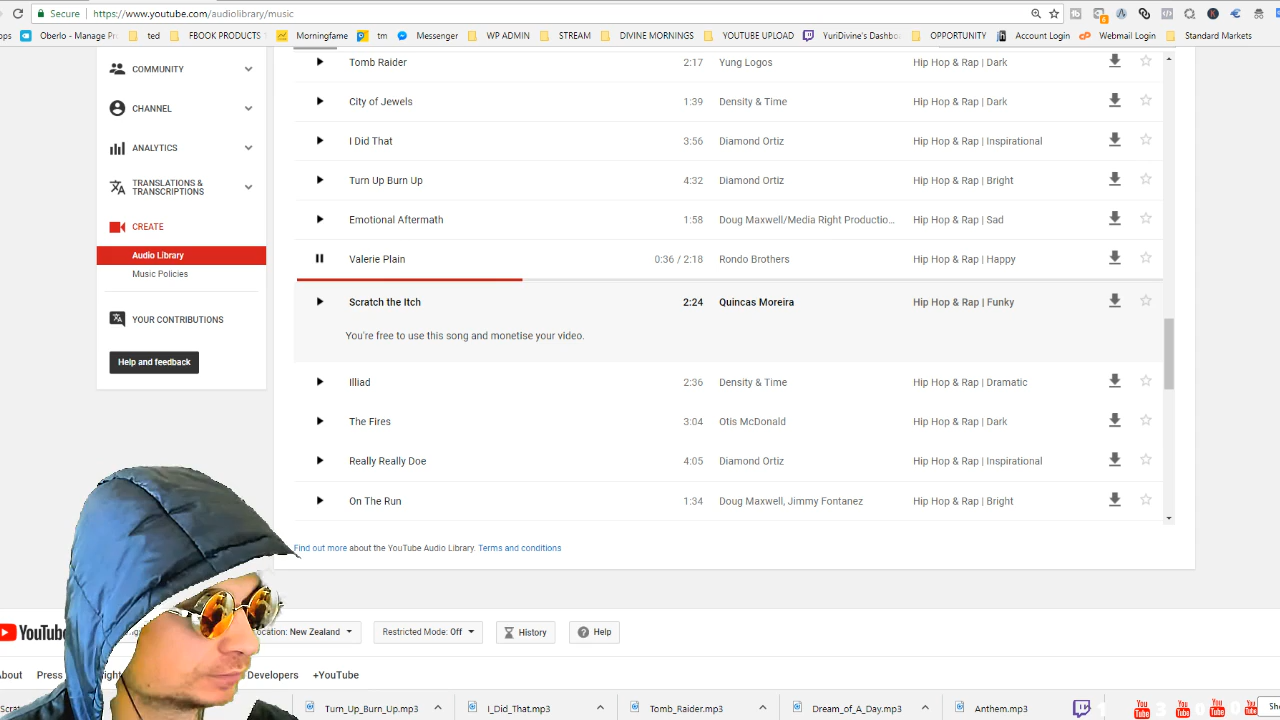 Secure | https://www.youtube.com/audiolibrary/music
Oberlo - Manage Pr ted FBOOK PRODUCTS Morningfame tm Messenger WP ADMIN STREAM DIVINE MORNINGS YOUTUBE UPLOAD YuriDivine's Dashbo OPPORTUNITY Account Login Webmail Login Standard Markets
COMMUNITY
CHANNEL
ANALYTICS
TRANSLATIONS &
TRANSCRIPTIONS
CREATE
Audio Library
Music Policies
YOUR CONTRIBUTIONS
Help and feedback
Tomb Raider 2:17 Yung Logos Hip Hop & Rap | Dark
City of Jewels 1:39 Density & Time Hip Hop & Rap | Dark
I Did That 3:56 Diamond Ortiz Hip Hop & Rap | Inspirational
Turn Up Burn Up 4:32 Diamond Ortiz Hip Hop & Rap | Bright
Emotional Aftermath 1:58 Doug Maxwell/Media Right Productio... Hip Hop & Rap | Sad
Valerie Plain 0:36 / 2:18 Rondo Brothers Hip Hop & Rap | Happy
Scratch the Itch 2:24 Quincas Moreira Hip Hop & Rap | Funky
You're free to use this song and monetise your video.
Illiad 2:36 Density & Time Hip Hop & Rap | Dramatic
The Fires 3:04 Otis McDonald Hip Hop & Rap | Dark
Really Really Doe 4:05 Diamond Ortiz Hip Hop & Rap | Inspirational
On The Run 1:34 Doug Maxwell, Jimmy Fontanez Hip Hop & Rap | Bright
Find out more about the YouTube Audio Library. Terms and conditions
YouTube ocation: New Zealand Restricted Mode: Off History Help
About Press Developers +YouTube
Scrat Turn_Up_Burn_Up.mp3 I_Did_That.mp3 Tomb_Raider.mp3 Dream_of_A_Day.mp3 Anthem.mp3